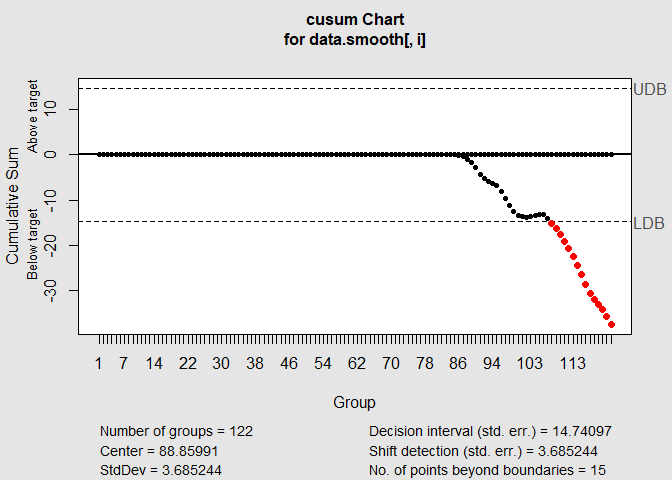 cusum Chart
for data.smooth[, i]
Cumulative Sum
Above target
Below target
10
0
-10
-20
-30
UDB
LDB
1 7 14 22 30 38 46 54 62 70 78 86 94 103 113
Group
Number of groups = 122
Center = 88.85991
StdDev = 3.685244
Decision interval (std. err.) = 14.74097
Shift detection (std. err.) = 3.685244
No. of points beyond boundaries = 15